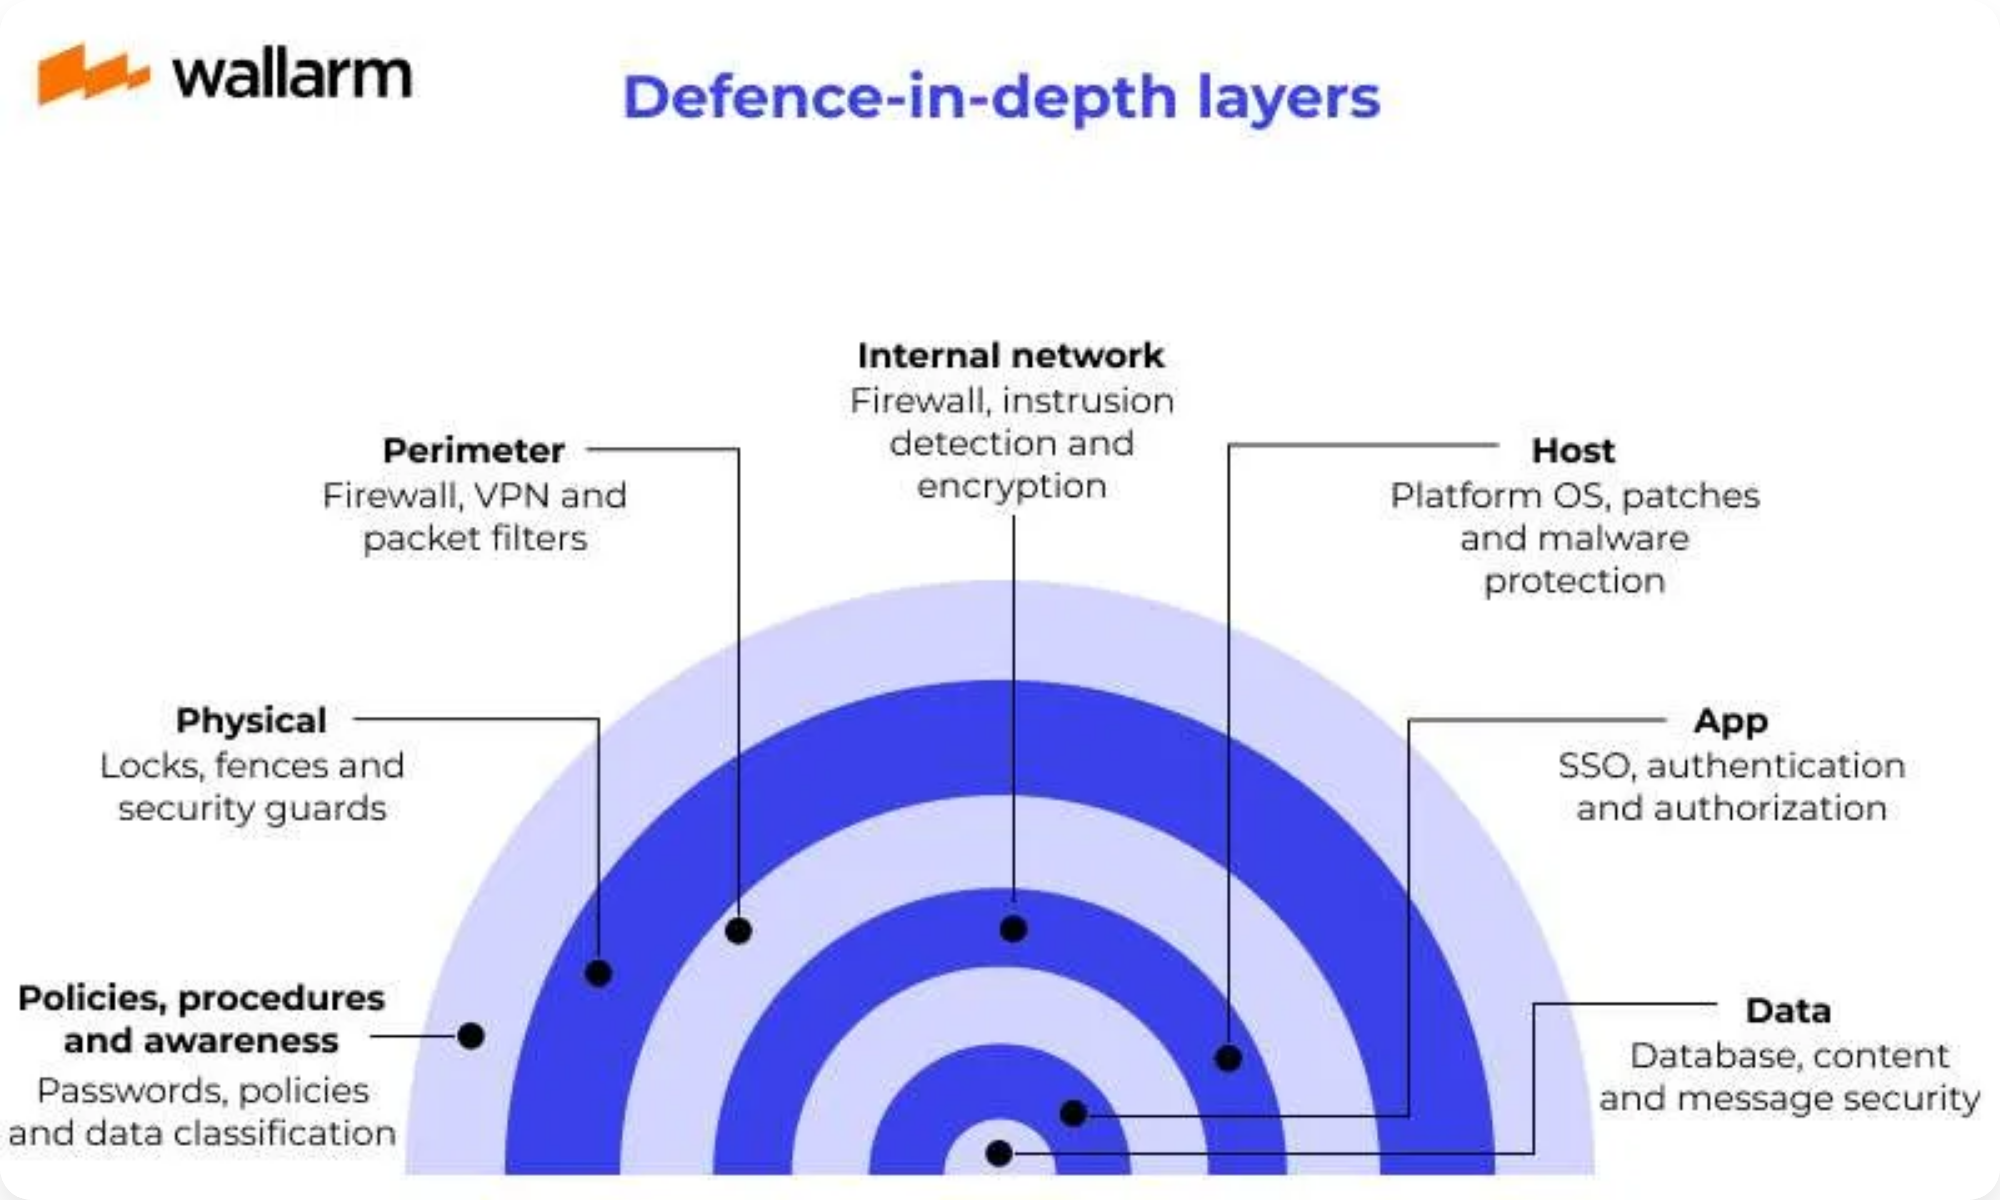 wallarm
Defence-in-depth layers
Internal network
Firewall, instrusion
detection and
encryption
Perimeter
Firewall, VPN and
packet filters
Host
Platform OS, patches
and malware
protection
Physical
Locks, fences and
security guards
App
SSO, authentication
and authorization
Policies, procedures
and awareness
Passwords, policies
and data classification
Data
Database, content
and message security